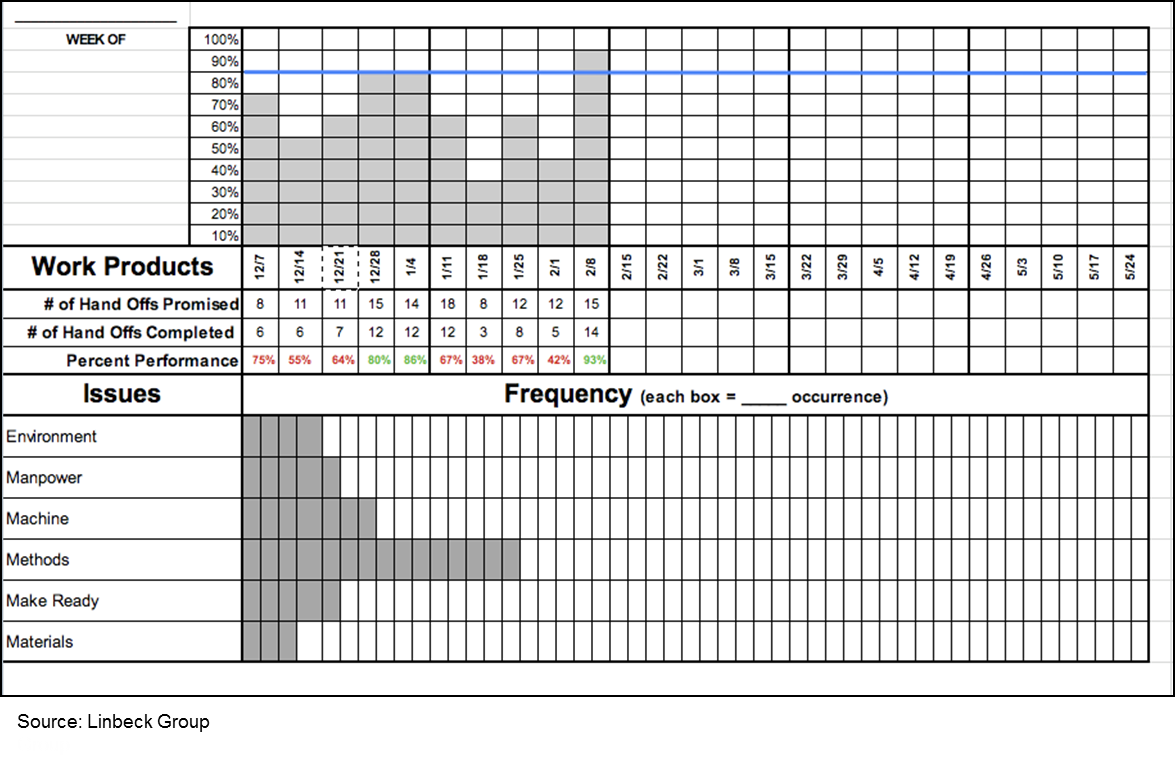 WEEK OF 100%
90%
80%
70%
60%
50%
40%
30%
20%
10%
Work Products 12/7 12/14 12/21 12/28 1/4 1/11 1/18 1/25 2/1 2/8 2/15 2/22 3/1 3/8 3/15 3/22 3/29 4/5 4/12 4/19 4/26 5/3 5/10 5/17 5/24
# of Hand Offs Promised 8 11 11 15 14 18 8 12 12 15
# of Hand Offs Completed 6 6 7 12 12 12 3 8 5 14
Percent Performance 75% 55% 64% 80% 86% 67% 38% 67% 42% 93%
Issues Frequency (each box = _____ occurrence)
Environment
Manpower
Machine
Methods
Make Ready
Materials
Source: Linbeck Group